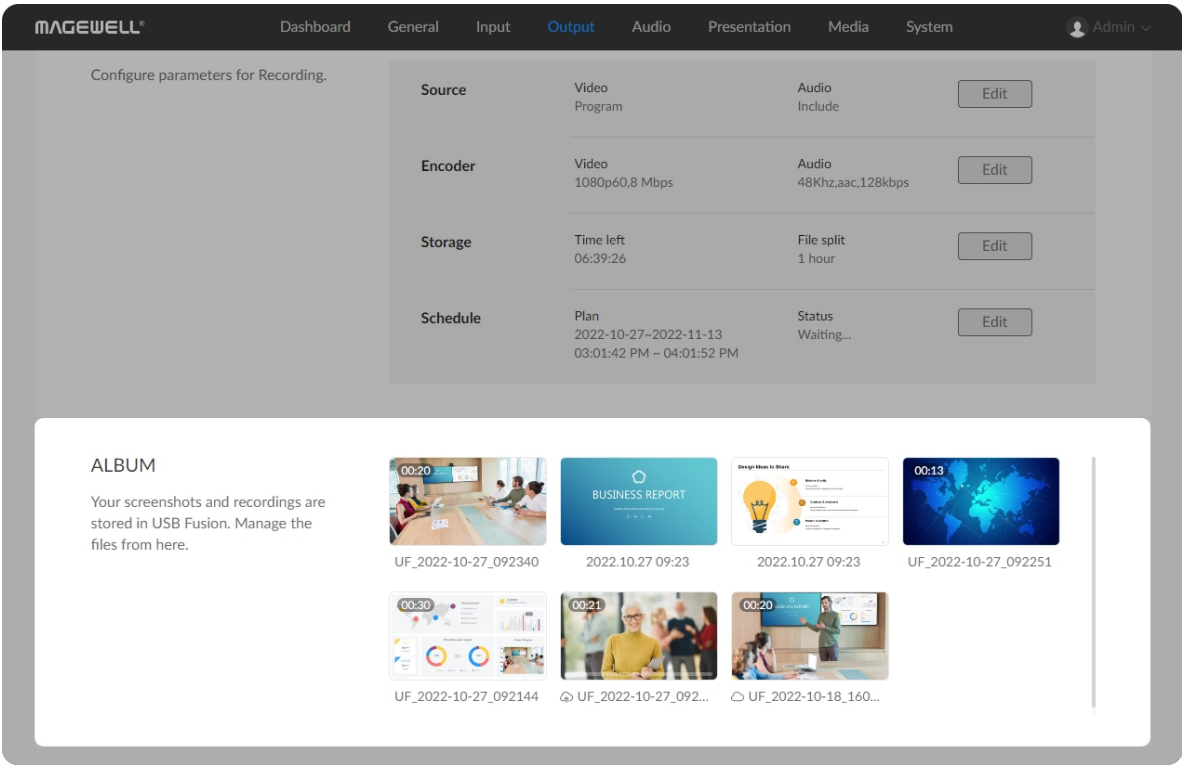 MAGEWELL®
Dashboard General Input Output Audio Presentation Media System Admin
Configure parameters for Recording.
Source
Video
Program
Audio
Include
Edit
Encoder
Video
1080p60,8 Mbps
Audio
48Khz,aac,128kbps
Edit
Storage
Time left
06:39:26
File split
1 hour
Edit
Schedule
Plan
2022-10-27~2022-11-13
03:01:42 PM ~ 04:01:52 PM
Status
Waiting...
Edit
ALBUM
Your screenshots and recordings are
stored in USB Fusion. Manage the
files from here.
00:20
UF_2022-10-27_092340
BUSINESS REPORT
2022.10.27 09:23
Design Ideas to Share
2022.10.27 09:23
00:13
UF_2022-10-27_092251
00:30
UF_2022-10-27_092144
00:21
UF_2022-10-27_092...
00:20
UF_2022-10-18_160...